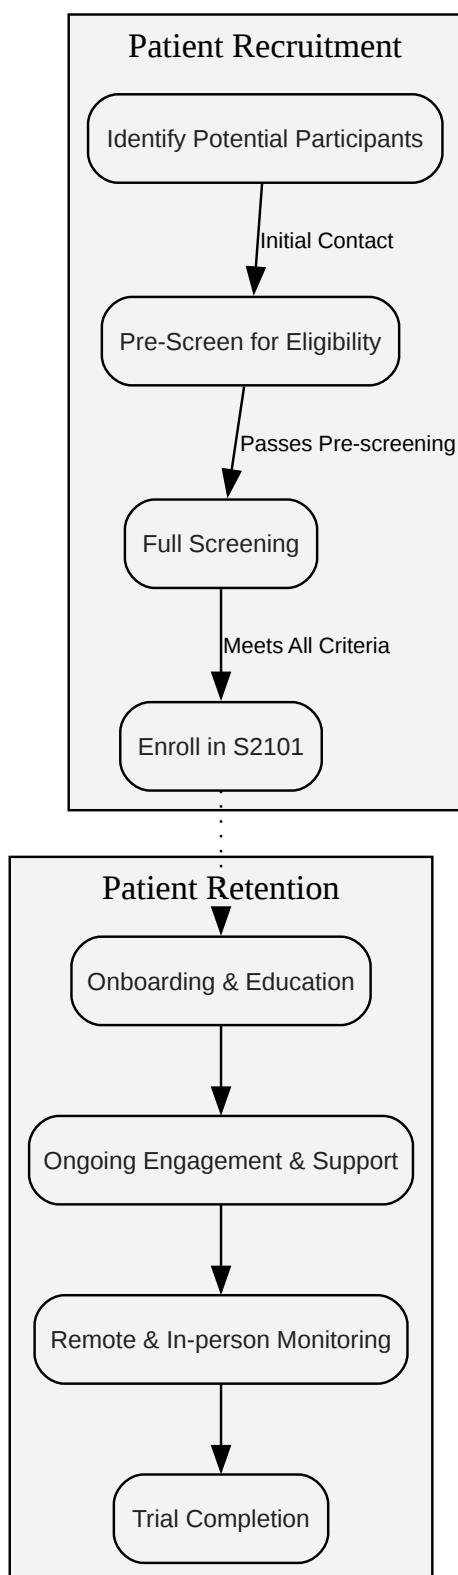 Patient Recruitment
Identify Potential Participants
Initial Contact
Pre-Screen for Eligibility
Passes Pre-screening
Full Screening
Meets All Criteria
Enroll in S2101
Patient Retention
Onboarding & Education
Ongoing Engagement & Support
Remote & In-person Monitoring
Trial Completion